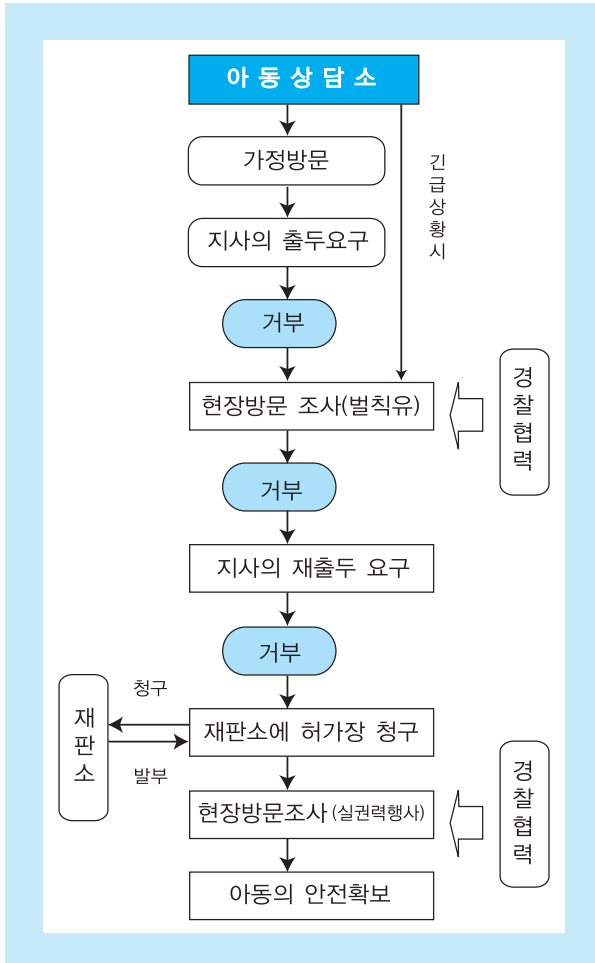 아동상담소
가정방문
긴급상황시
지사의 출두요구
거부
현장방문 조사(벌칙유)
경찰협력
거부
지사의 재출두 요구
거부
재판소
청구
발부
재판소에 허가장 청구
현장방문조사 (실권력행사)
경찰협력
아동의 안전확보